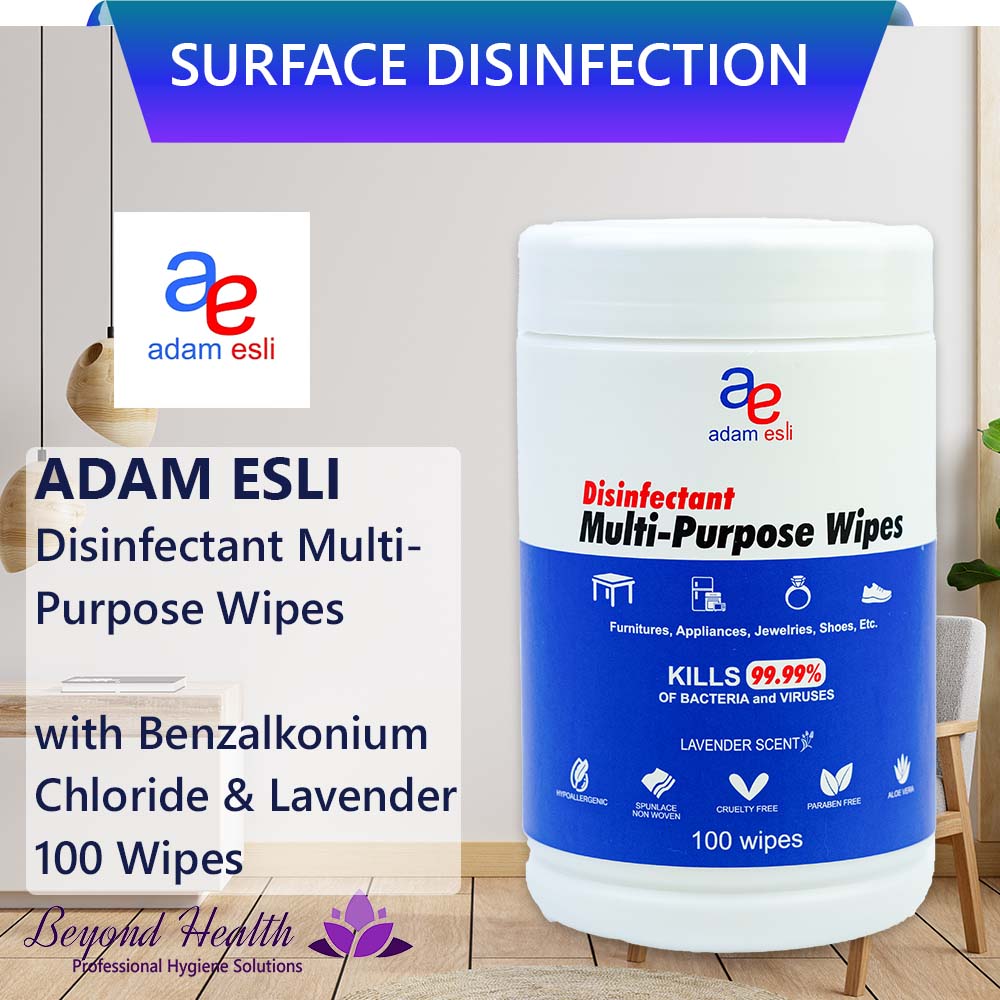 SURFACE DISINFECTION
ae
adam esli
ADAM ESLI
Disinfectant Multi-
Purpose Wipes
with Benzalkonium
Chloride & Lavender
100 Wipes
Beyond Health
Professional Hygiene Solutions
ae
adam esli
Disinfectant
Multi-Purpose Wipes
Furnitures, Appliances, Jewelries, Shoes, Etc.
KILLS 99.99%
OF BACTERIA and VIRUSES
LAVENDER SCENT
HYPOALLERGENIC
SPUNLACE
NON WOVEN
CRUELTY FREE
PARABEN FREE
ALOE VERA
100 wipes